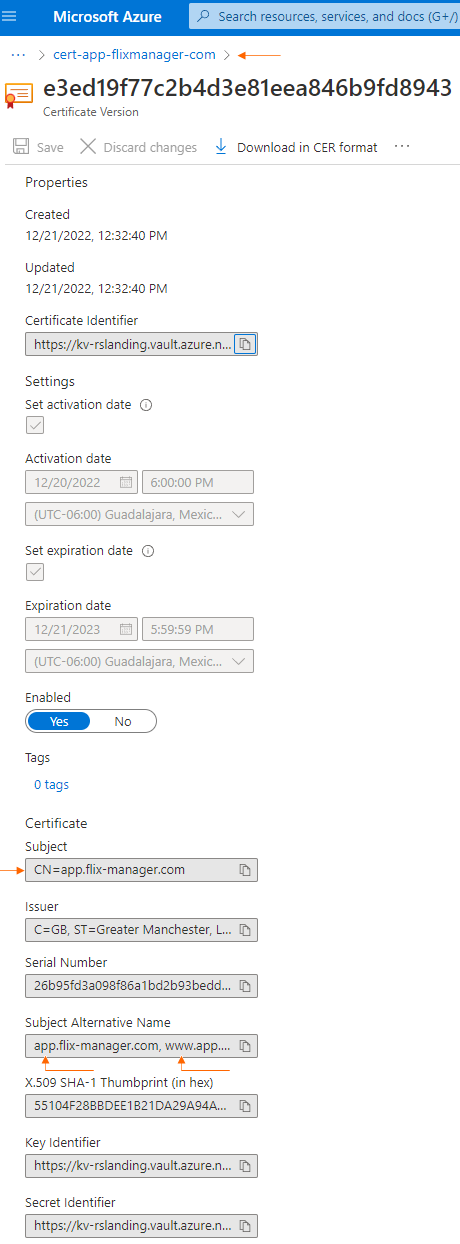 Microsoft Azure
Search resources, services, and docs (G+/)
··· > cert-app-flixmanager-com >
e3ed19f77c2b4d3e81eea846b9fd8943
Certificate Version
Save Discard changes Download in CER format ···
Properties
Created
12/21/2022, 12:32:40 PM
Updated
12/21/2022, 12:32:40 PM
Certificate Identifier
https://kv-rslanding.vault.azure.n...
Settings
Set activation date
Activation date
12/20/2022 6:00:00 PM
(UTC-06:00) Guadalajara, Mexic...
Set expiration date
Expiration date
12/21/2023 5:59:59 PM
(UTC-06:00) Guadalajara, Mexic...
Enabled
Yes No
Tags
0 tags
Certificate
Subject
CN=app.flix-manager.com
Issuer
C=GB, ST=Greater Manchester, L...
Serial Number
26b95fd3a098f86a1bd2b93bedd...
Subject Alternative Name
app.flix-manager.com, www.app....
X.509 SHA-1 Thumbprint (in hex)
55104F28BBDEE1B21DA29A94A...
Key Identifier
https://kv-rslanding.vault.azure.n...
Secret Identifier
https://kv-rslanding.vault.azure.n...